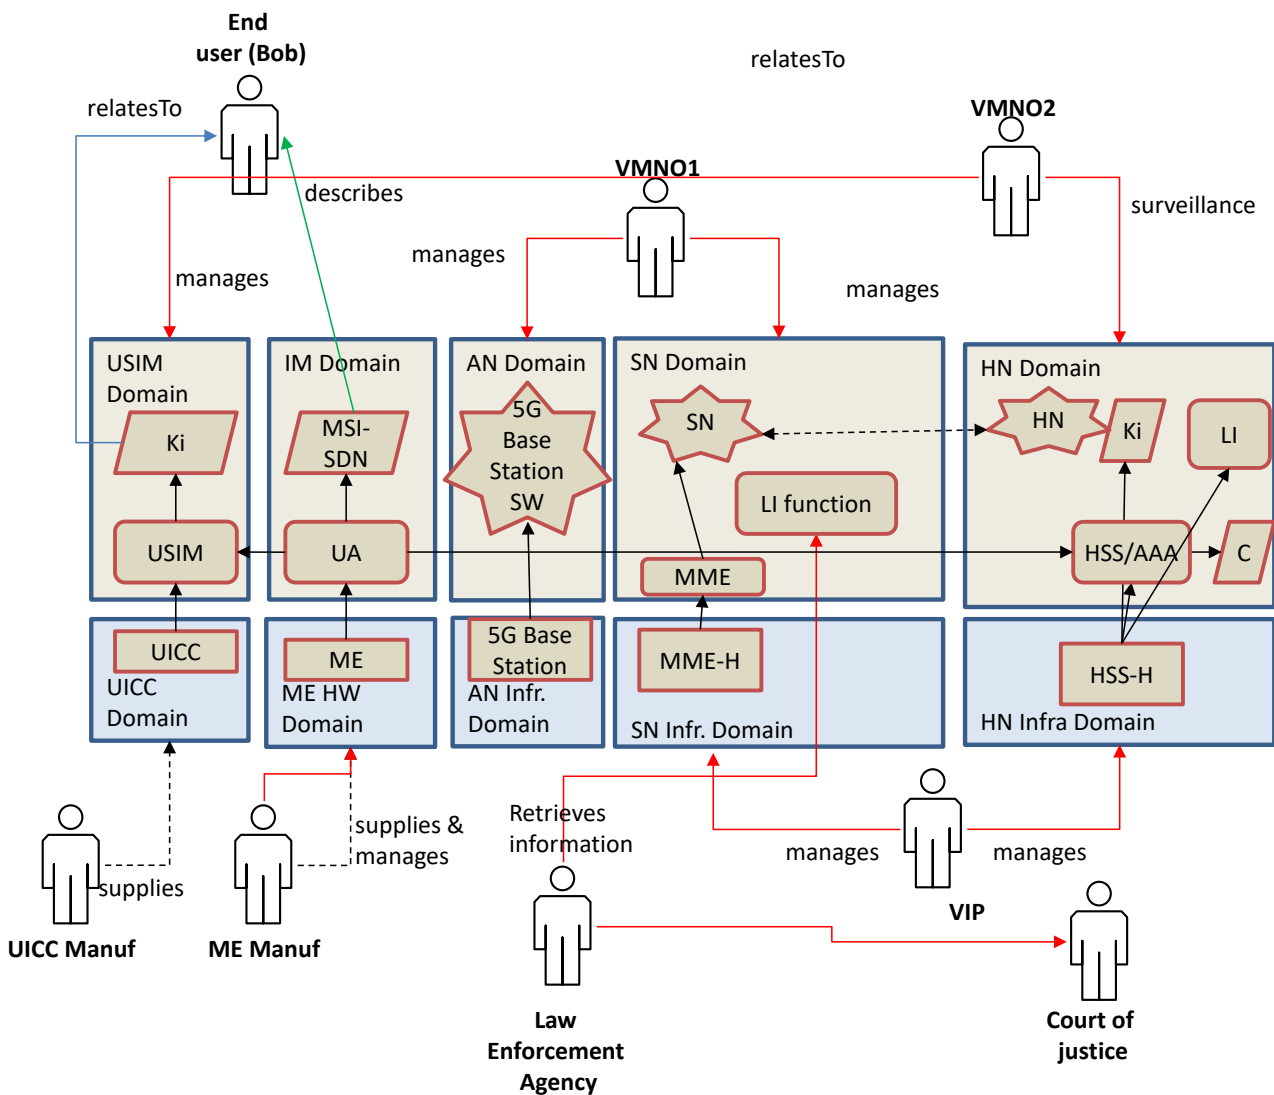 End
user (Bob)
relatesTo
relatesTo
VMNO2
VMNO1
describes
surveillance
manages
manages
manages
USIM
Domain
IM Domain
AN Domain
SN Domain
HN Domain
Ki
MSI-
SDN
5G
Base
Station
SW
SN
HN
Ki
LI
LI function
USIM
UA
MME
HSS/AAA
C
UICC
ME
5G Base
Station
MME-H
HSS-H
UICC
Domain
ME HW
Domain
AN Infr.
Domain
SN Infr. Domain
HN Infra Domain
supplies &
manages
Retrieves
information
manages
manages
supplies
VIP
UICC Manuf
ME Manuf
Law
Enforcement
Agency
Court of
justice